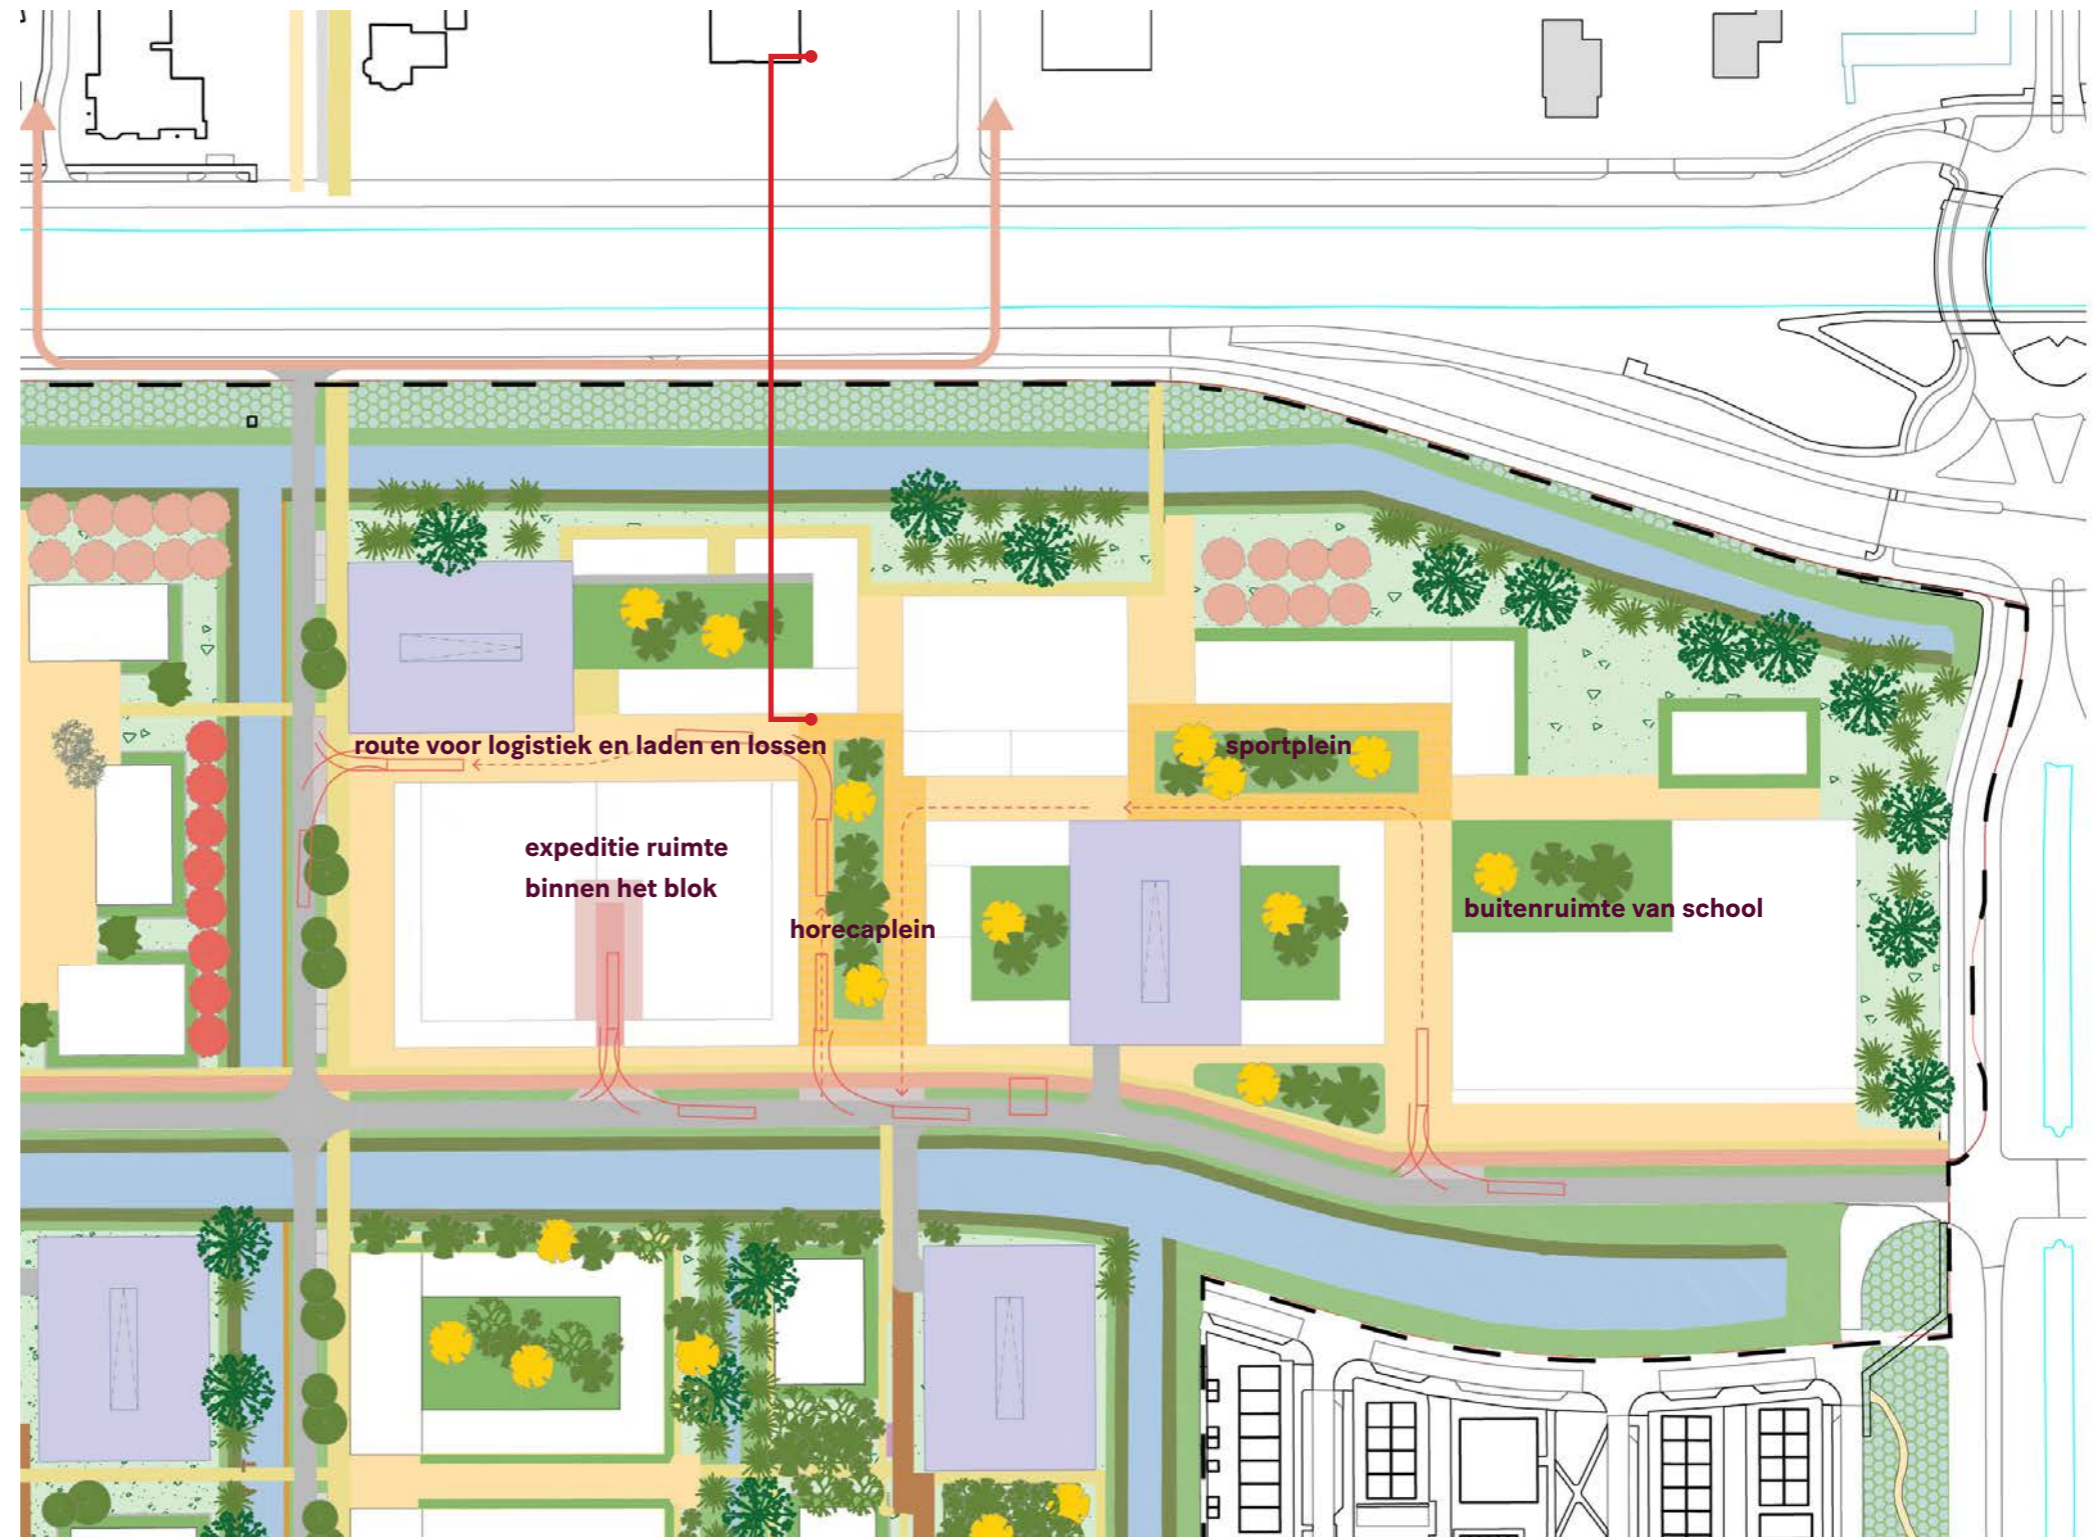 route voor logistiek en laden en lossen
sportplein
expeditie ruimte
binnen het blok
horecaplein
buitenruimte van school